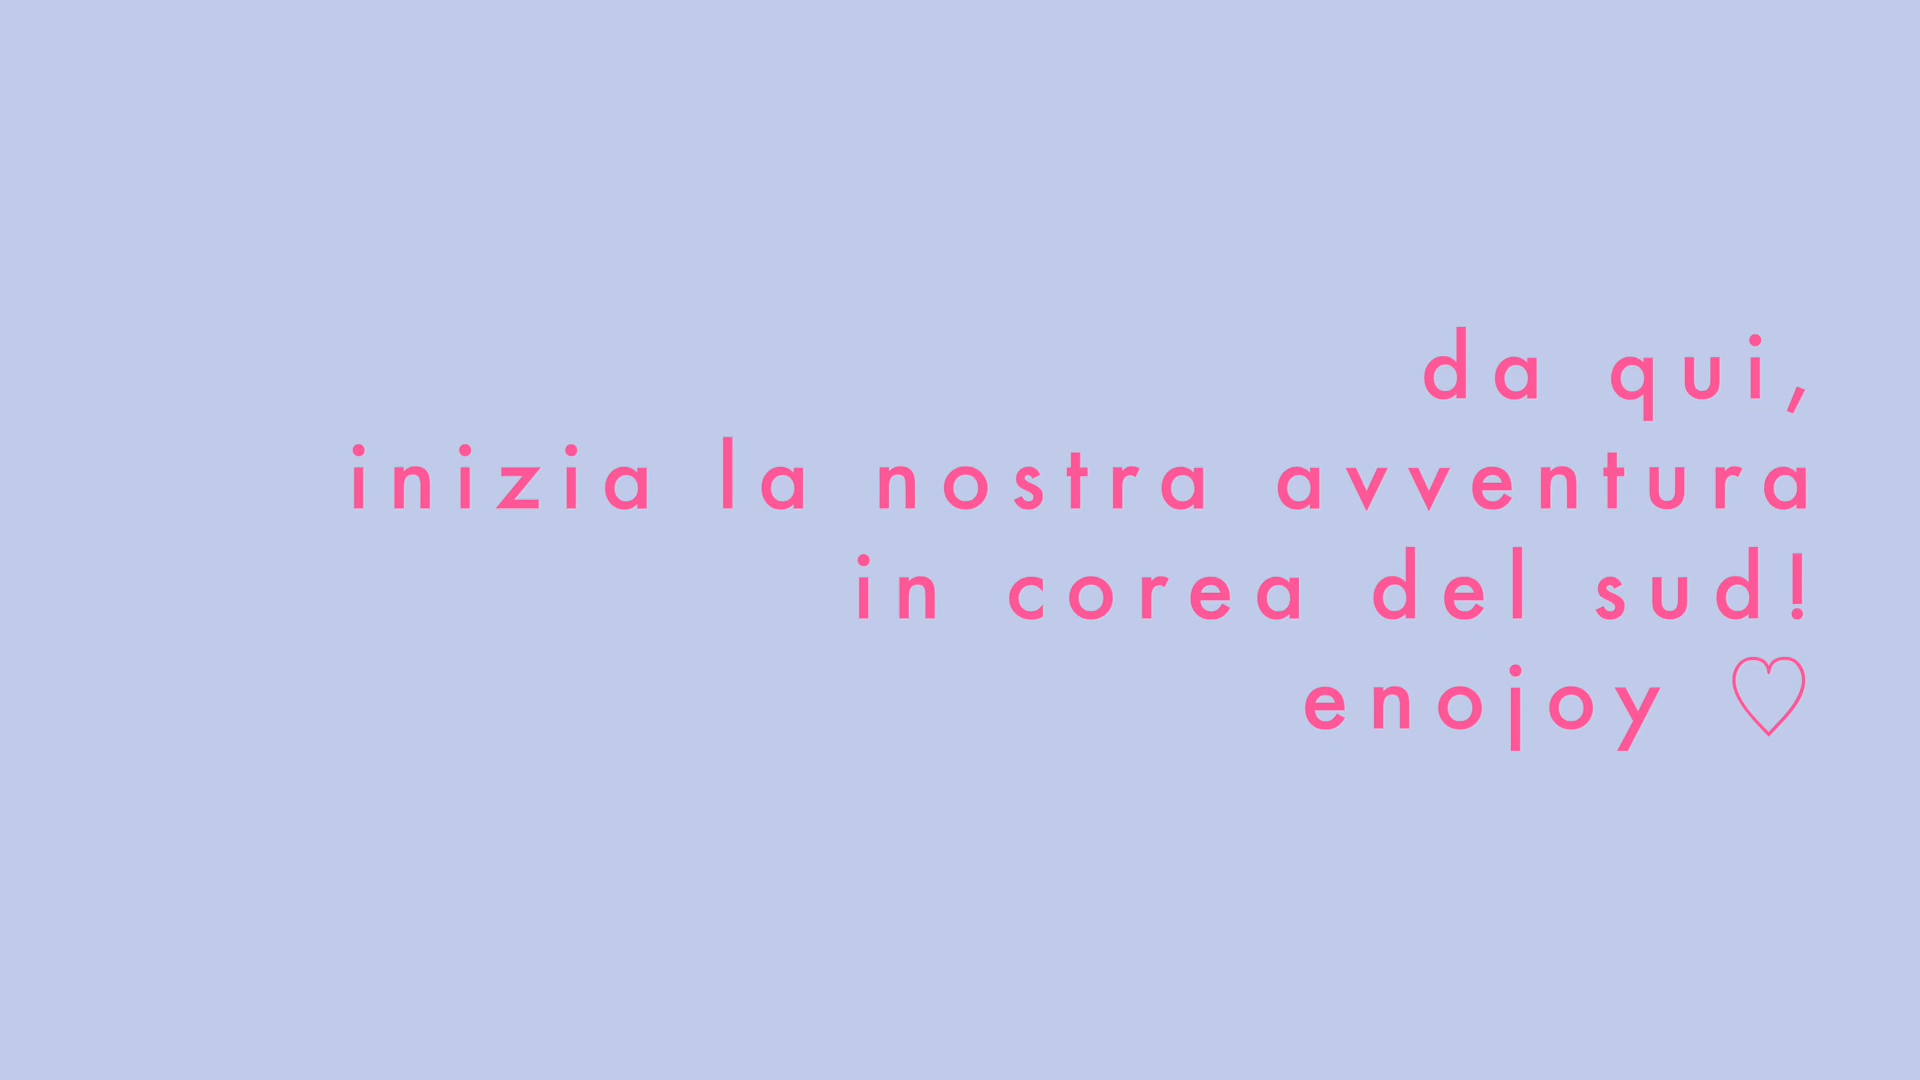 da qui,
inizia la nostra avventura
in corea del sud!
enojoy ♡